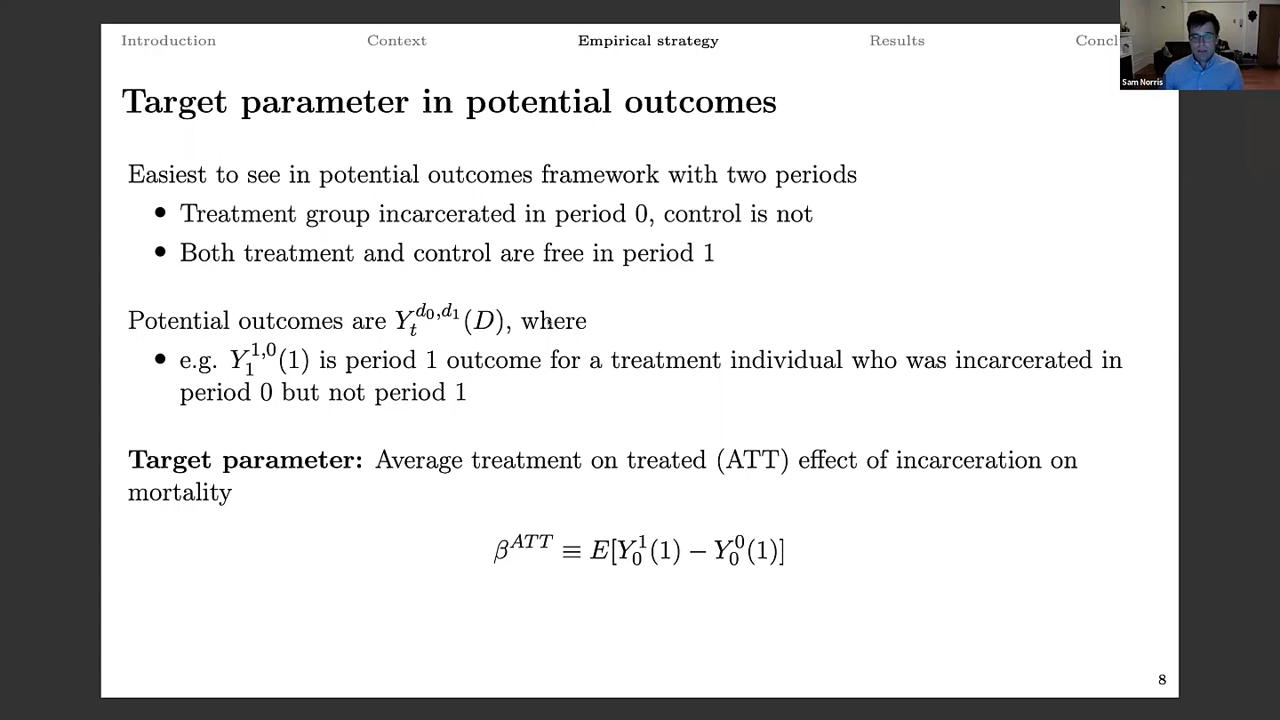 Introduction Context Empirical strategy Results Concl
Sam Norris
Target parameter in potential outcomes
Easiest to see in potential outcomes framework with two periods
• Treatment group incarcerated in period 0, control is not
• Both treatment and control are free in period 1
Potential outcomes are $Y_t^{d_0,d_1}(D)$, where
• e.g. $Y_1^{1,0}(1)$ is period 1 outcome for a treatment individual who was incarcerated in
period 0 but not period 1
Target parameter: Average treatment on treated (ATT) effect of incarceration on
mortality
$\beta^{ATT} \equiv E[Y_0^1(1) - Y_0^0(1)]$
8